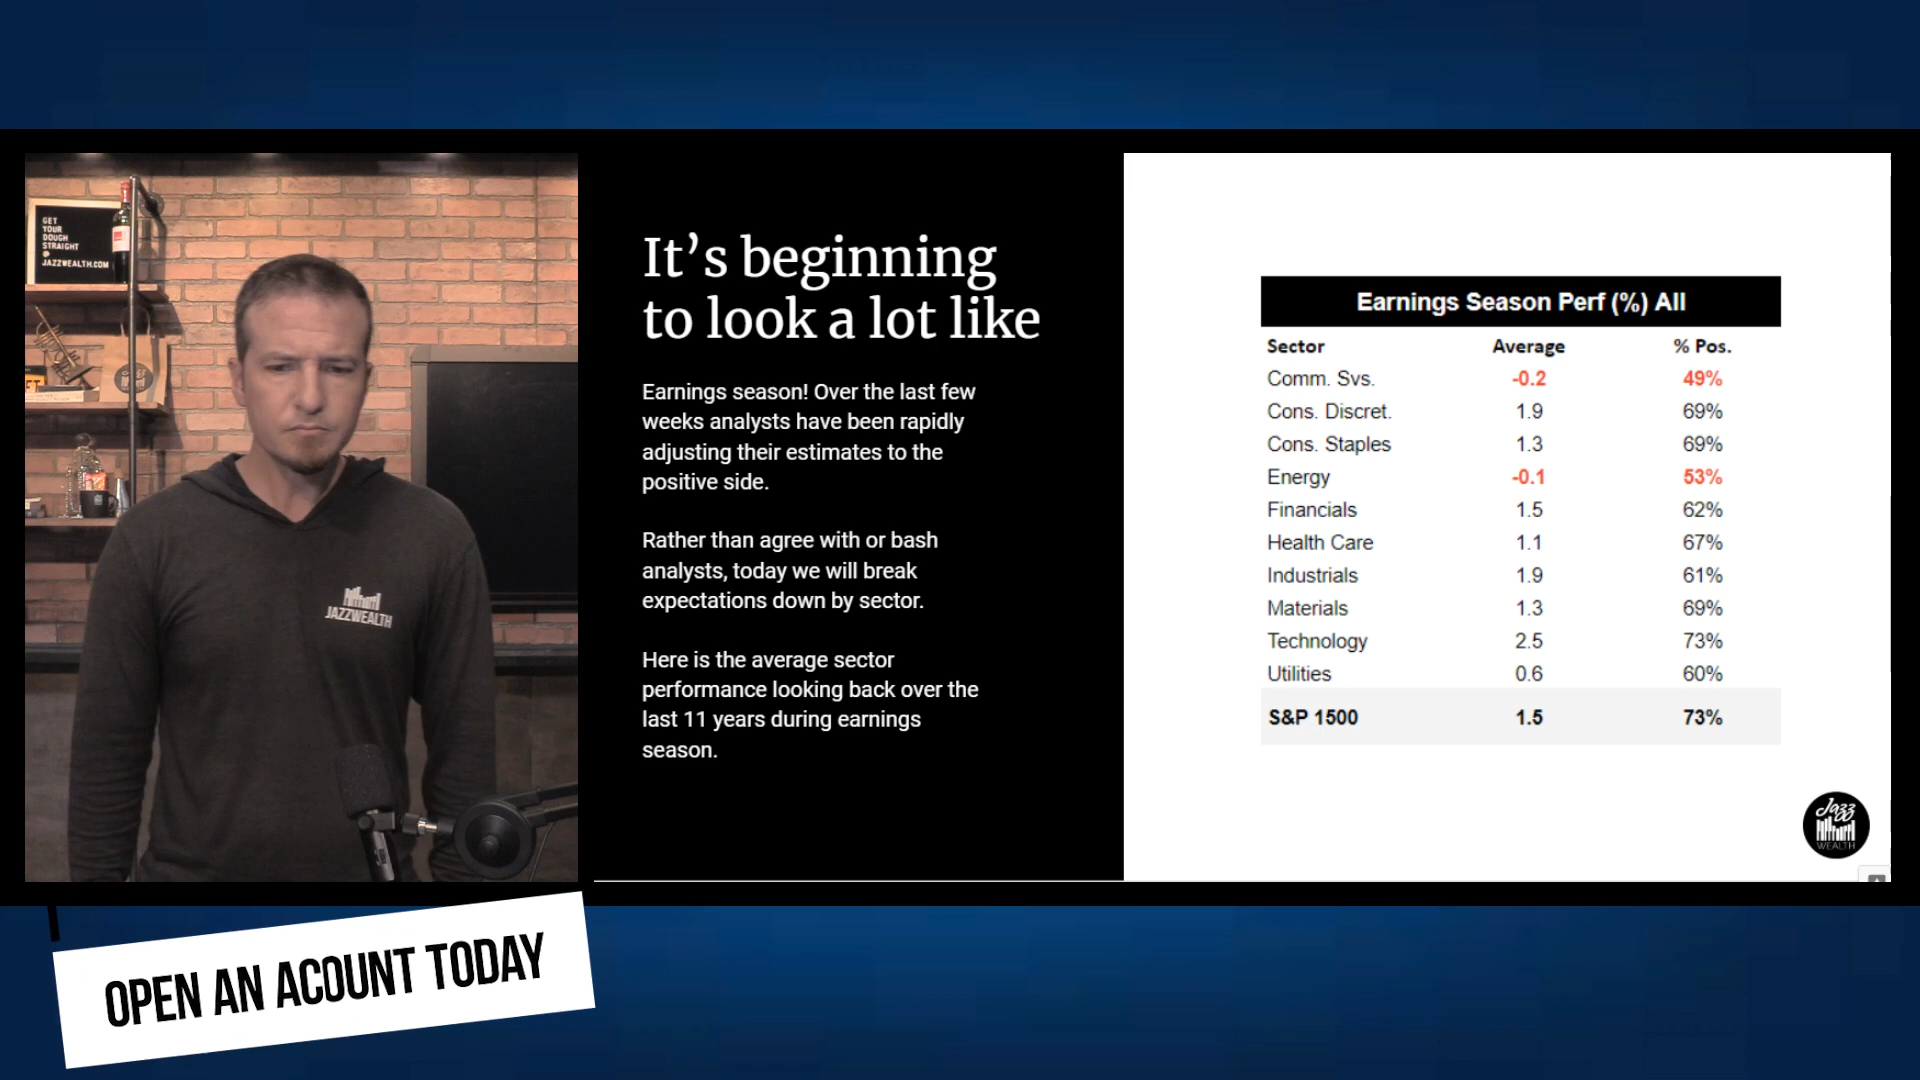 GET
YOUR
DOUGH
STRAIGHT
@
JAZZWEALTH.COM
JAZZWEALTH
It's beginning
to look a lot like
Earnings season! Over the last few
weeks analysts have been rapidly
adjusting their estimates to the
positive side.
Rather than agree with or bash
analysts, today we will break
expectations down by sector.
Here is the average sector
performance looking back over the
last 11 years during earnings
season.
Earnings Season Perf (%) All
Sector Average % Pos.
Comm. Svs. -0.2 49%
Cons. Discret. 1.9 69%
Cons. Staples 1.3 69%
Energy -0.1 53%
Financials 1.5 62%
Health Care 1.1 67%
Industrials 1.9 61%
Materials 1.3 69%
Technology 2.5 73%
Utilities 0.6 60%
S&P 1500 1.5 73%
Jazz
WEALTH
OPEN AN ACOUNT TODAY